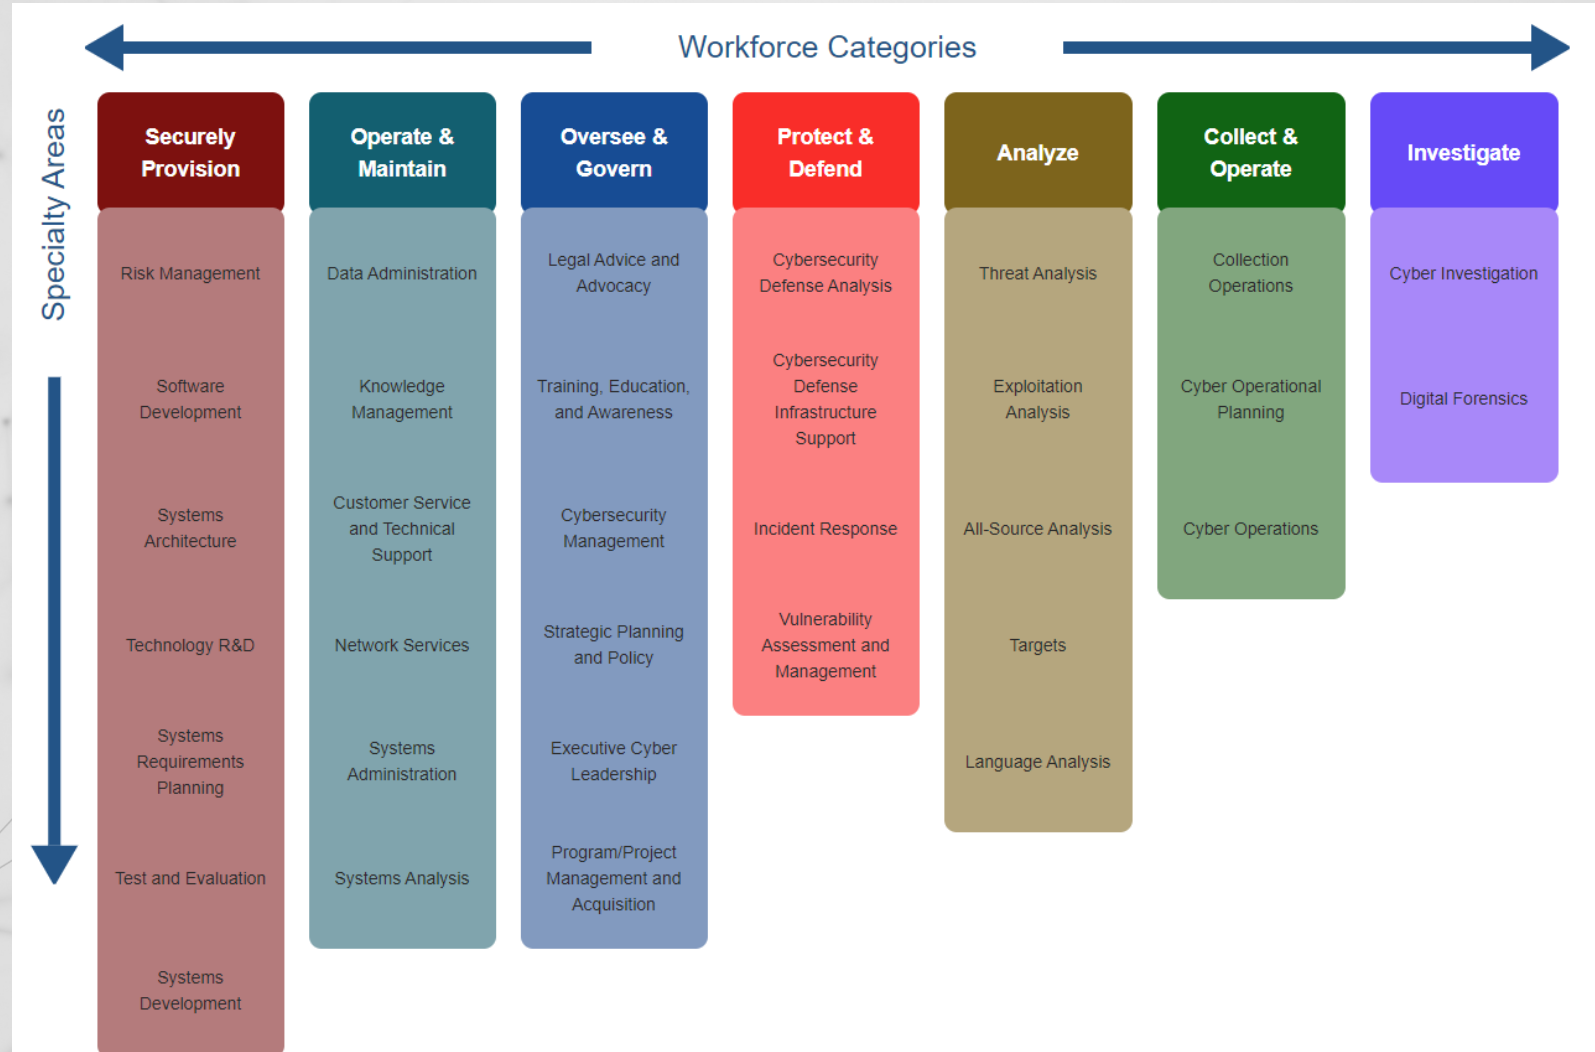 Workforce Categories
Specialty Areas
Securely
Provision
Risk Management
Software
Development
Systems
Architecture
Technology R&D
Systems
Requirements
Planning
Test and Evaluation
Systems
Development
Operate &
Maintain
Data Administration
Knowledge
Management
Customer Service
and Technical
Support
Network Services
Systems
Administration
Systems Analysis
Oversee &
Govern
Legal Advice and
Advocacy
Training, Education,
and Awareness
Cybersecurity
Management
Strategic Planning
and Policy
Executive Cyber
Leadership
Program/Project
Management and
Acquisition
Protect &
Defend
Cybersecurity
Defense Analysis
Cybersecurity
Defense
Infrastructure
Support
Incident Response
Vulnerability
Assessment and
Management
Analyze
Threat Analysis
Exploitation
Analysis
All-Source Analysis
Targets
Language Analysis
Collect &
Operate
Collection
Operations
Cyber Operational
Planning
Cyber Operations
Investigate
Cyber Investigation
Digital Forensics